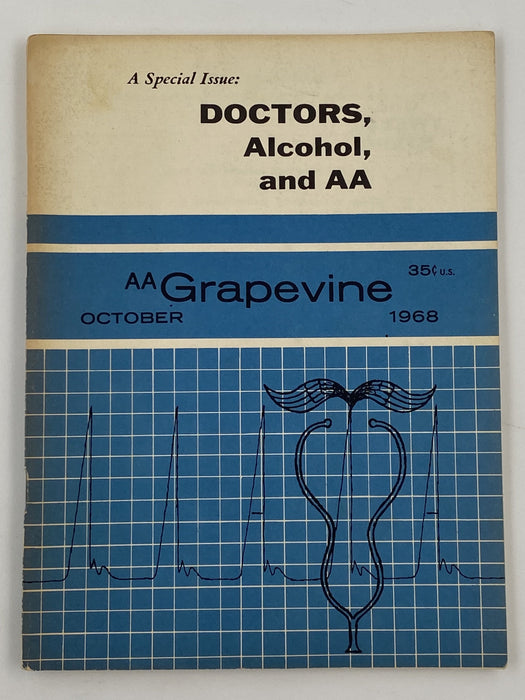 A Special Issue:
DOCTORS,
Alcohol,
and AA
35¢ U.S.
AA Grapevine
OCTOBER 1968